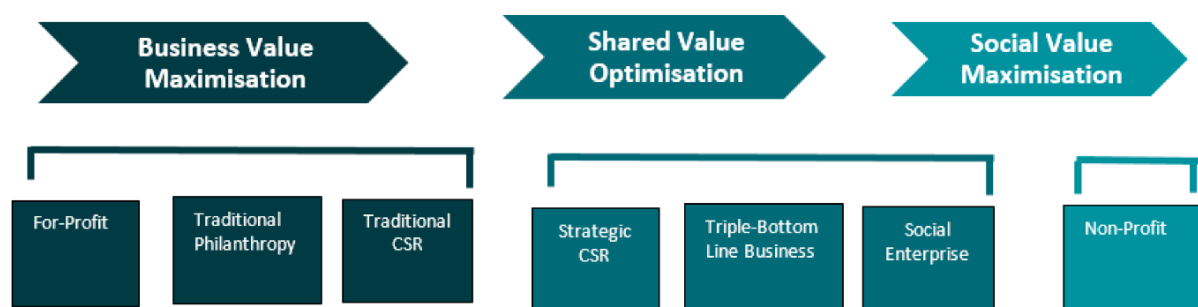 Business Value
Maximisation
Shared Value
Optimisation
Social Value
Maximisation
For-Profit
Traditional
Philanthropy
Traditional
CSR
Strategic
CSR
Triple-Bottom
Line Business
Social
Enterprise
Non-Profit